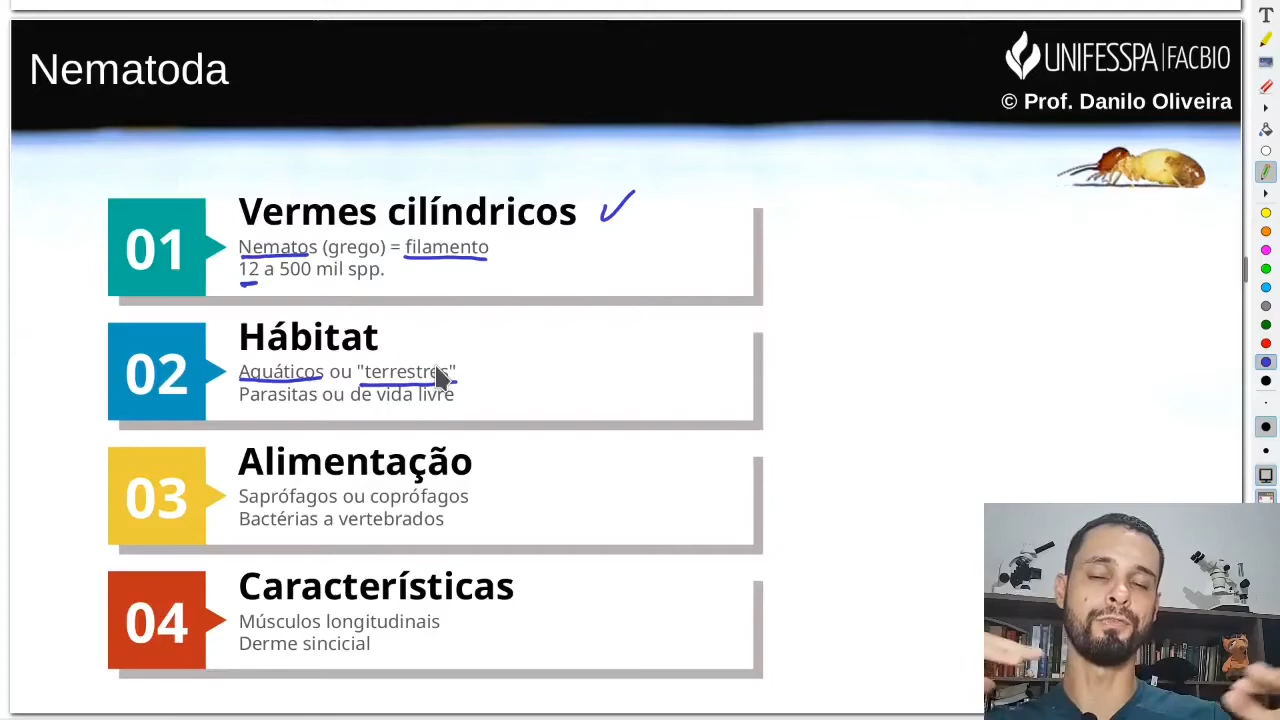 Nematoda
UNIFESSPA|FACBIO
© Prof. Danilo Oliveira
01
Vermes cilíndricos
Nematos (grego) = filamento
12 a 500 mil spp.
02
Hábitat
Aquáticos ou "terrestres"
Parasitas ou de vida livre
03
Alimentação
Saprófagos ou coprófagos
Bactérias a vertebrados
04
Características
Músculos longitudinais
Derme sincicial
T